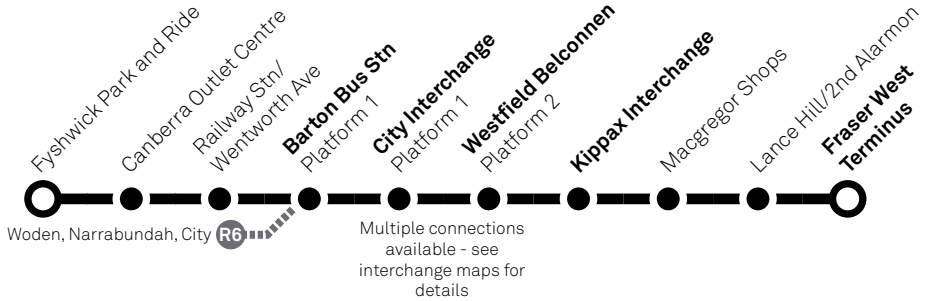 Fyshwick Park and Ride
Canberra Outlet Centre
Railway Stn/
Wentworth Ave
Barton Bus Stn
Platform 1
City Interchange
Platform 1
Westfield Belconnen
Platform 2
Kippax Interchange
Macgregor Shops
Lance Hill/2nd Alarmon
Fraser West
Terminus
Woden, Narrabundah, City R6
Multiple connections
available - see
interchange maps for
details